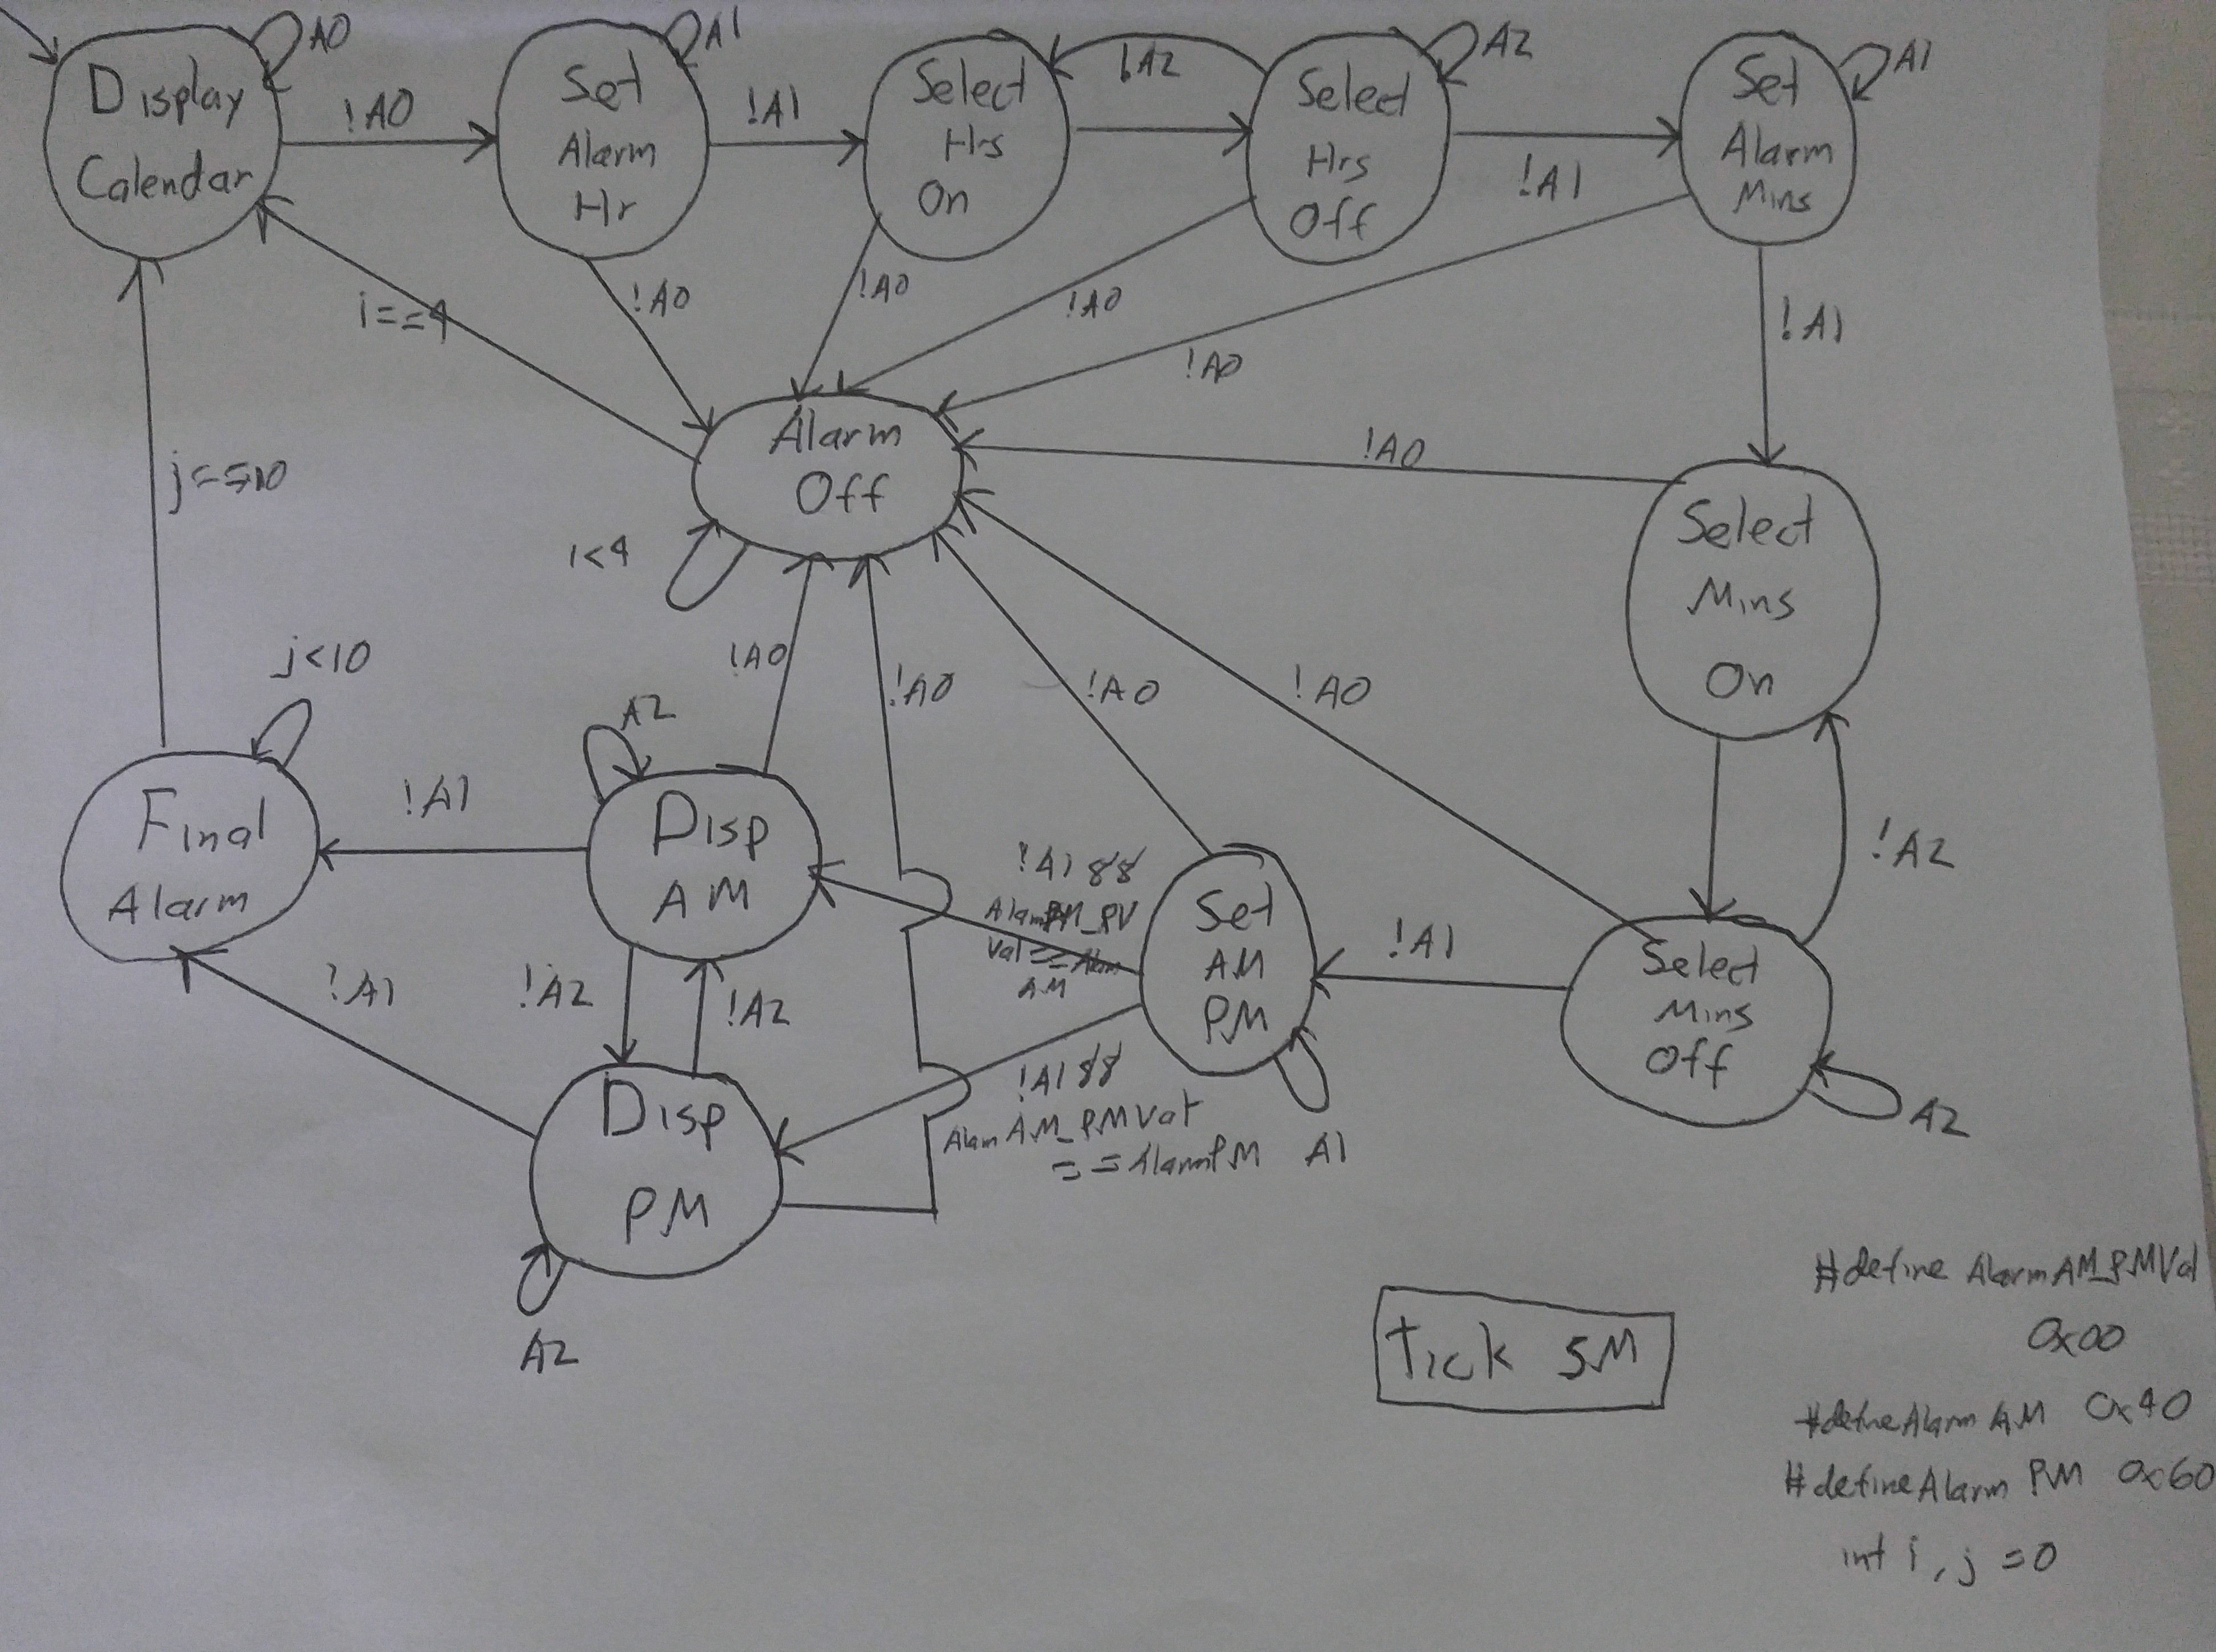 Display
Calendar
A0
!A0
Set
Alarm
Hr
A1
!A1
Select
Hrs
On
!A2
Select
Hrs
Off
A2
!A1
Set
Alarm
Mins
A1
i==4
!A0
!A0
!A0
!A0
!A1
Alarm
Off
i<4
!A0
Select
Mins
On
j==10
j<10
!A0
!A0
!A0
!A0
Final
Alarm
!A1
A2
Disp
AM
!A1 &&
Val == Alam
AM
Set
AM
PM
A1
!A1
Select
Mins
Off
!A2
A2
!A1
!A2
!A2
Disp
PM
A2
!A1 &&
Alam AM_PMVal
== AlarmPM
Tick SM
#define AlarmAM_PMVal
0x00
#define Alarm AM 0x40
#define Alarm PM 0x60
int i, j =0